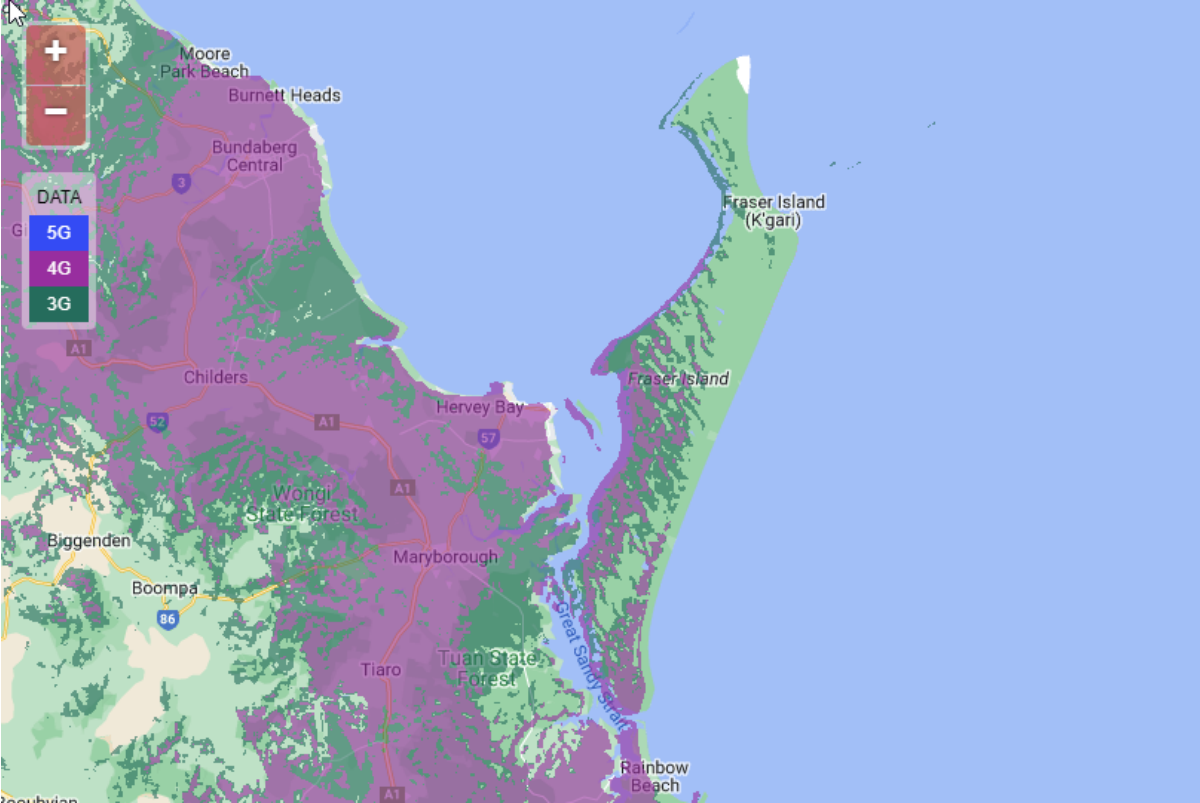 +
−
DATA
5G
4G
3G
Moore
Park Beach
Burnett Heads
Bundaberg
Central
3
Fraser Island
(K'gari)
A1
Childers
Fraser Island
52
A1
Hervey Bay
57
A1
Wongi
State Forest
Biggenden
Maryborough
Boompa
86
Great Sandy Strait
Tiaro
Tuan State
Forest
Rainbow
Beach
A1